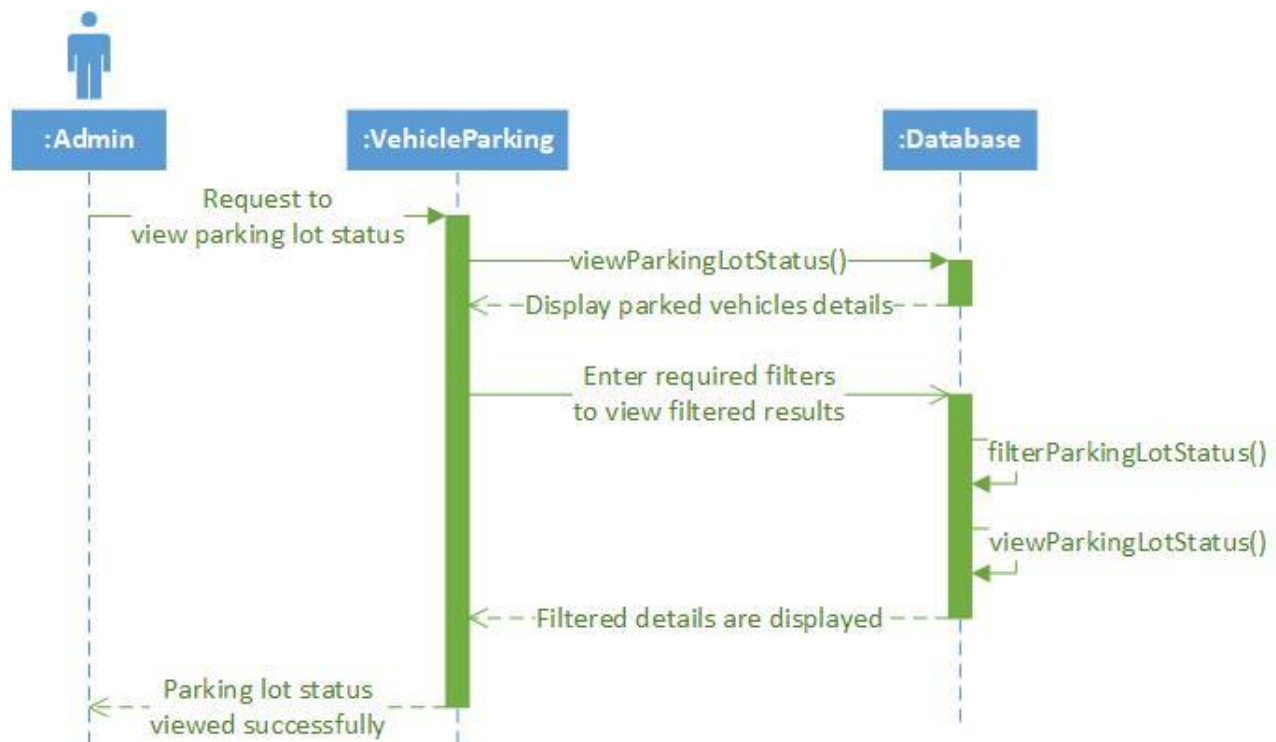 :Admin
:VehicleParking
:Database
Request to
view parking lot status
viewParkingLotStatus()
Display parked vehicles details
Enter required filters
to view filtered results
filterParkingLotStatus()
viewParkingLotStatus()
Filtered details are displayed
Parking lot status
viewed successfully